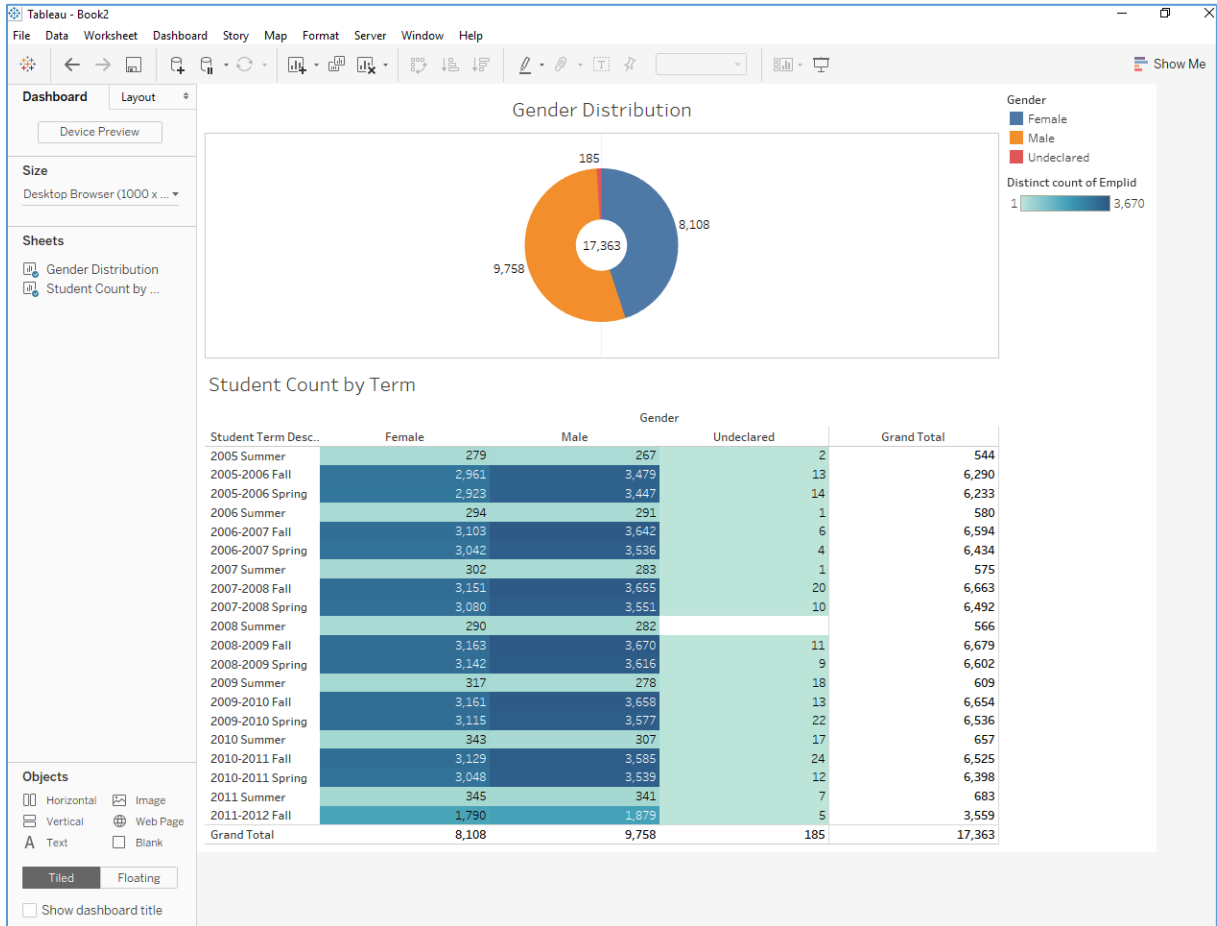 Tableau - Book2
File Data Worksheet Dashboard Story Map Format Server Window Help
Show Me
Dashboard Layout
Device Preview
Size
Desktop Browser (1000 x ...
Sheets
Gender Distribution
Student Count by ...
Gender Distribution
185
8,108
17,363
9,758
Gender
Female
Male
Undeclared
Distinct count of Emplid
1 3,670
Student Count by Term
Gender
Student Term Desc.. Female Male Undeclared Grand Total
2005 Summer 279 267 2 544
2005-2006 Fall 2,961 3,479 13 6,290
2005-2006 Spring 2,923 3,447 14 6,233
2006 Summer 294 291 1 580
2006-2007 Fall 3,103 3,642 6 6,594
2006-2007 Spring 3,042 3,536 4 6,434
2007 Summer 302 283 1 575
2007-2008 Fall 3,151 3,655 20 6,663
2007-2008 Spring 3,080 3,551 10 6,492
2008 Summer 290 282 566
2008-2009 Fall 3,163 3,670 11 6,679
2008-2009 Spring 3,142 3,616 9 6,602
2009 Summer 317 278 18 609
2009-2010 Fall 3,161 3,658 13 6,654
2009-2010 Spring 3,115 3,577 22 6,536
2010 Summer 343 307 17 657
2010-2011 Fall 3,129 3,585 24 6,525
2010-2011 Spring 3,048 3,539 12 6,398
2011 Summer 345 341 7 683
2011-2012 Fall 1,790 1,879 5 3,559
Grand Total 8,108 9,758 185 17,363
Objects
Horizontal Image
Vertical Web Page
A Text Blank
Tiled Floating
Show dashboard title